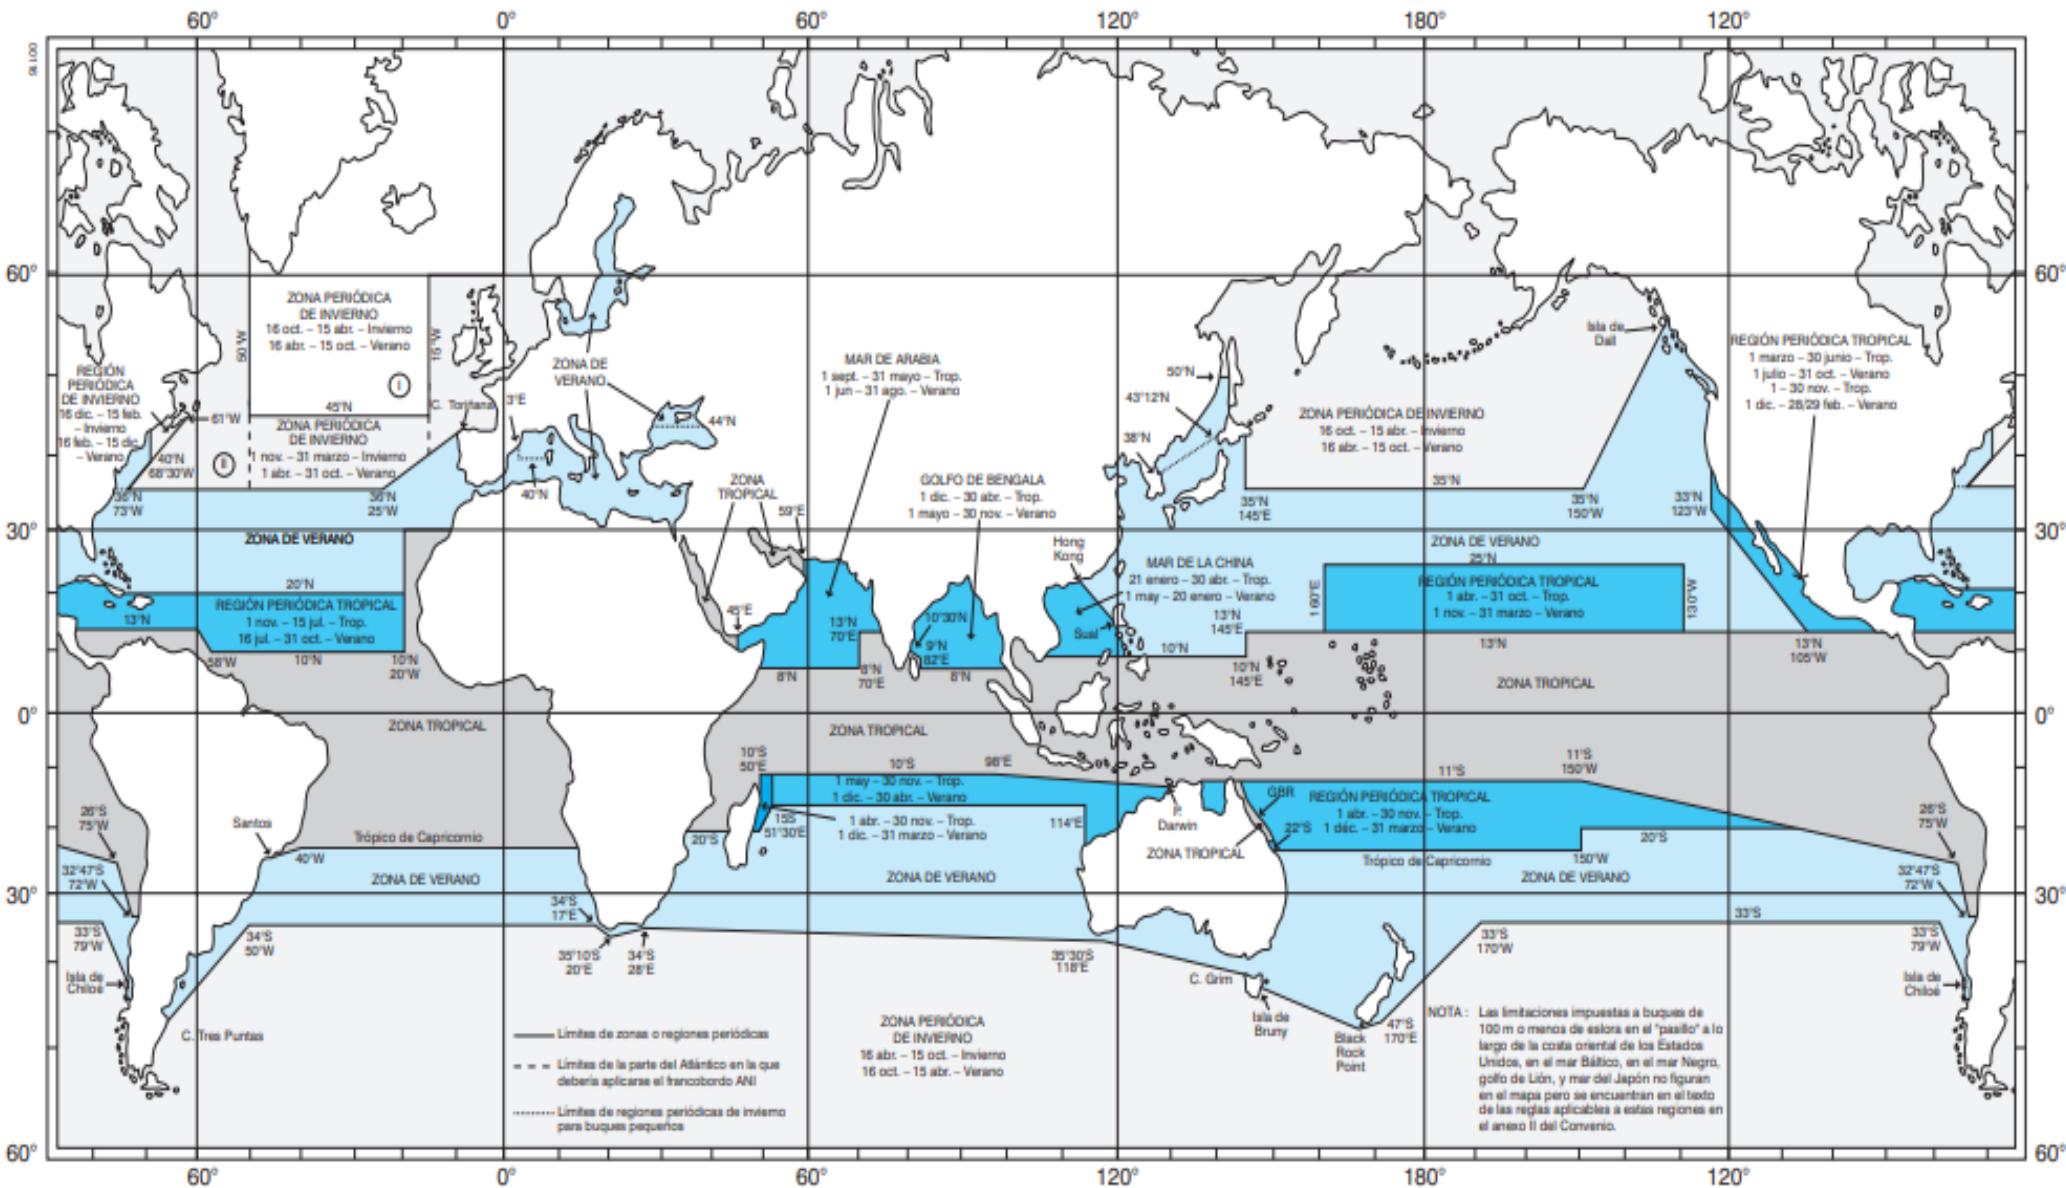 60° 0° 60° 120° 180° 120°
60°
60°
ZONA PERIÓDICA
DE INVIERNO
16 oct. – 15 abr. – Invierno
16 abr. – 15 oct. – Verano
50°W
15°W
I
45°N
REGIÓN
PERIÓDICA
DE INVIERNO
16 dic. – 15 feb.
– Invierno
16 feb. – 15 dic.
– Verano
61°W
II
40°N
68°30'W
ZONA PERIÓDICA
DE INVIERNO
1 nov. – 31 marzo – Invierno
1 abr. – 31 oct. – Verano
36°N
73°W
36°N
25°W
C. Toriñana
3°E
40°N
ZONA DE
VERANO
44°N
ZONA
TROPICAL
59°E
45°E
MAR DE ARABIA
1 sept. – 31 mayo – Trop.
1 jun – 31 ago. – Verano
GOLFO DE BENGALA
1 dic. – 30 abr. – Trop.
1 mayo – 30 nov. – Verano
50°N
43°12'N
38°N
Isla de
Dall
ZONA PERIÓDICA DE INVIERNO
16 oct. – 15 abr. – Invierno
16 abr. – 15 oct. – Verano
35°N
35°N
145°E
35°N
150°W
33°N
123°W
REGIÓN PERIÓDICA TROPICAL
1 marzo – 30 junio – Trop.
1 julio – 31 oct. – Verano
1 – 30 nov. – Trop.
1 dic. – 28/29 feb. – Verano
30°
30°
ZONA DE VERANO
20°N
REGIÓN PERIÓDICA TROPICAL
1 nov. – 15 jul. – Trop.
16 jul. – 31 oct. – Verano
13°N
58°W
10°N
10°N
20°W
13°N
70°E
8°N
8°N
70°E
10°30'N
9°N
82°E
8°N
Hong
Kong
MAR DE LA CHINA
21 enero – 30 abr. – Trop.
1 may – 20 enero – Verano
Sual
13°N
145°E
10°N
10°N
145°E
ZONA DE VERANO
25°N
160°E
REGIÓN PERIÓDICA TROPICAL
1 abr. – 31 oct. – Trop.
1 nov. – 31 marzo – Verano
130°W
13°N
13°N
105°W
ZONA TROPICAL
0°
0°
ZONA TROPICAL
ZONA TROPICAL
10°S
50°E
10°S
98°E
1 may – 30 nov. – Trop.
1 dic. – 30 abr. – Verano
15S
51°30'E
1 abr. – 30 nov. – Trop.
1 dic. – 31 marzo – Verano
114°E
20°S
P.
Darwin
GBR
22°S
ZONA TROPICAL
11°S
11°S
150°W
REGIÓN PERIÓDICA TROPICAL
1 abr. – 30 nov. – Trop.
1 déc. – 31 marzo – Verano
20°S
150°W
Trópico de Capricornio
26°S
75°W
26°S
75°W
Santos
Trópico de Capricornio
40°W
32°47'S
72°W
32°47'S
72°W
30°
30°
ZONA DE VERANO
ZONA DE VERANO
ZONA DE VERANO
33°S
79°W
34°S
50°W
34°S
17°E
35°10'S
20°E
34°S
28°E
35°30'S
118°E
C. Grim
Isla de
Bruny
Black
Rock
Point
47°S
170°E
33°S
170°W
33°S
33°S
79°W
Isla de
Chiloé
Isla de
Chiloé
C. Tres Puntas
Límites de zonas o regiones periódicas
Límites de la parte del Atlántico en la que
debería aplicarse el francobordo ANI
Límites de regiones periódicas de invierno
para buques pequeños
ZONA PERIÓDICA
DE INVIERNO
16 abr. – 15 oct. – Invierno
16 oct. – 15 abr. – Verano
NOTA : Las limitaciones impuestas a buques de
100 m o menos de eslora en el "pasillo" a lo
largo de la costa oriental de los Estados
Unidos, en el mar Báltico, en el mar Negro,
golfo de Lión, y mar del Japón no figuran
en el mapa pero se encuentran en el texto
de las reglas aplicables a estas regiones en
el anexo II del Convenio.
60°
60°
60° 0° 60° 120° 180° 120°